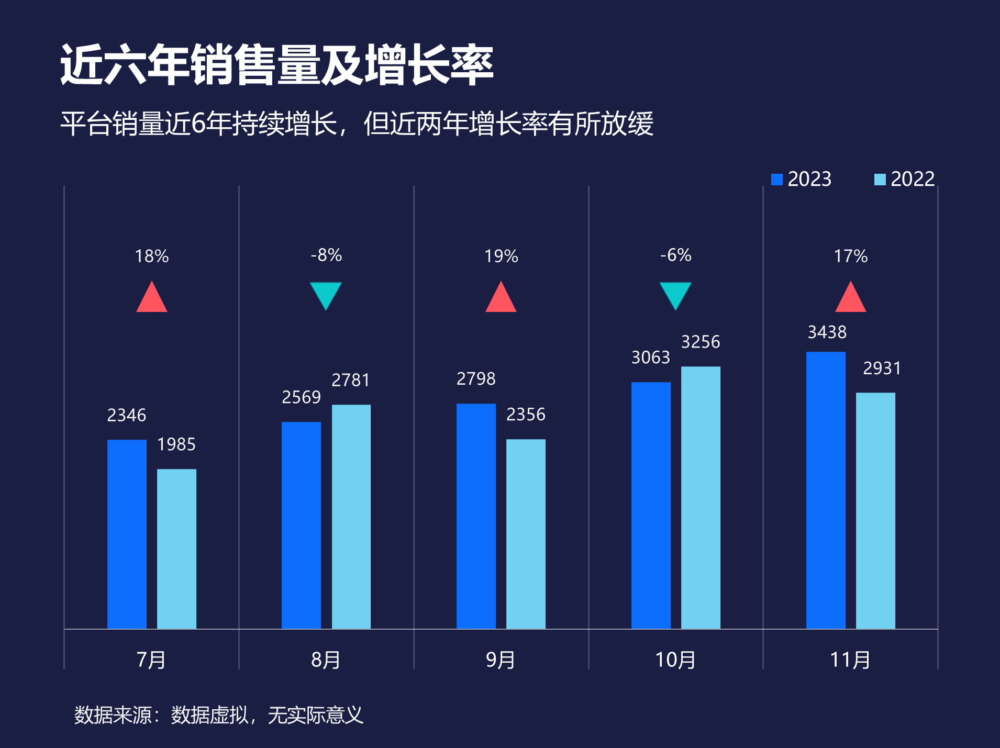 近六年销售量及增长率
平台销量近6年持续增长，但近两年增长率有所放缓
2023 2022
18% -8% 19% -6% 17%
2346 1985 2569 2781 2798 2356 3063 3256 3438 2931
7月 8月 9月 10月 11月
数据来源：数据虚拟，无实际意义